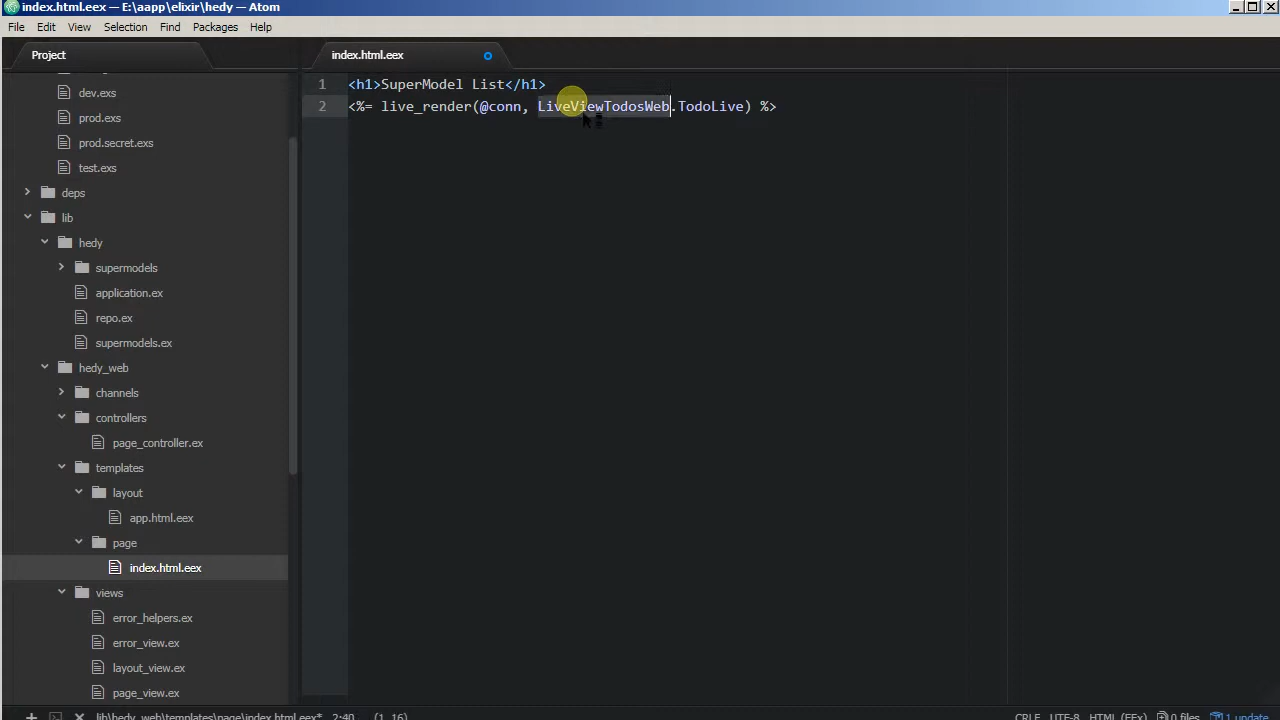 index.html.eex — E:\aapp\elixir\hedy — Atom
File Edit View Selection Find Packages Help
Project
index.html.eex
dev.exs
prod.exs
prod.secret.exs
test.exs
deps
lib
hedy
supermodels
application.ex
repo.ex
supermodels.ex
hedy_web
channels
controllers
page_controller.ex
templates
layout
app.html.eex
page
index.html.eex
views
error_helpers.ex
error_view.ex
layout_view.ex
page_view.ex
1 <h1>SuperModel List</h1>
2 <%= live_render(@conn, LiveViewTodosWeb.TodoLive) %>
lib\hedy_web\templates\page\index.html.eex* 2:40 (1, 16) CRLF UTF-8 HTML (EEx) 0 files 1 update